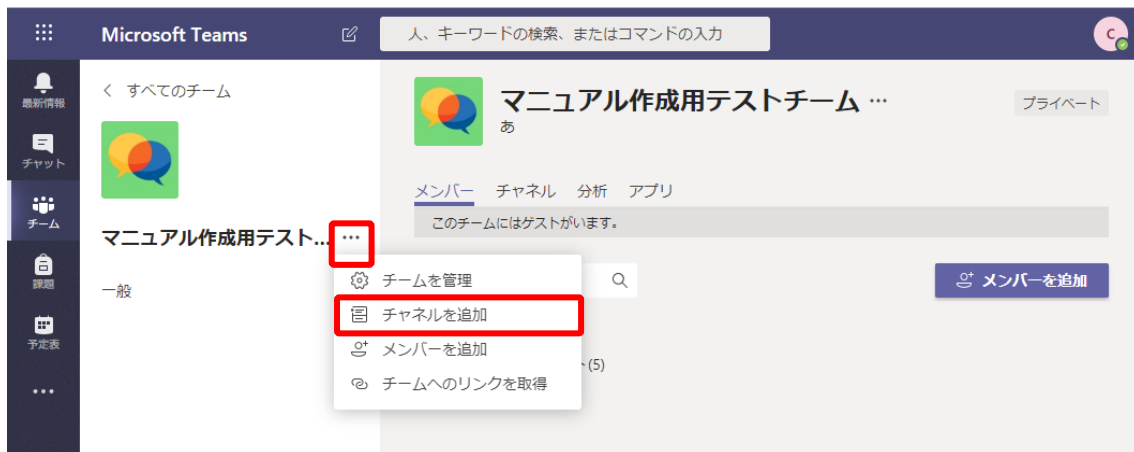 Microsoft Teams
人、キーワードの検索、またはコマンドの入力
C
最新情報
チャット
チーム
課題
予定表
すべてのチーム
マニュアル作成用テスト... …
一般
チームを管理
チャネルを追加
メンバーを追加
チームへのリンクを取得
マニュアル作成用テストチーム …
あ
プライベート
メンバー チャネル 分析 アプリ
このチームにはゲストがいます。
メンバーを追加
(5)